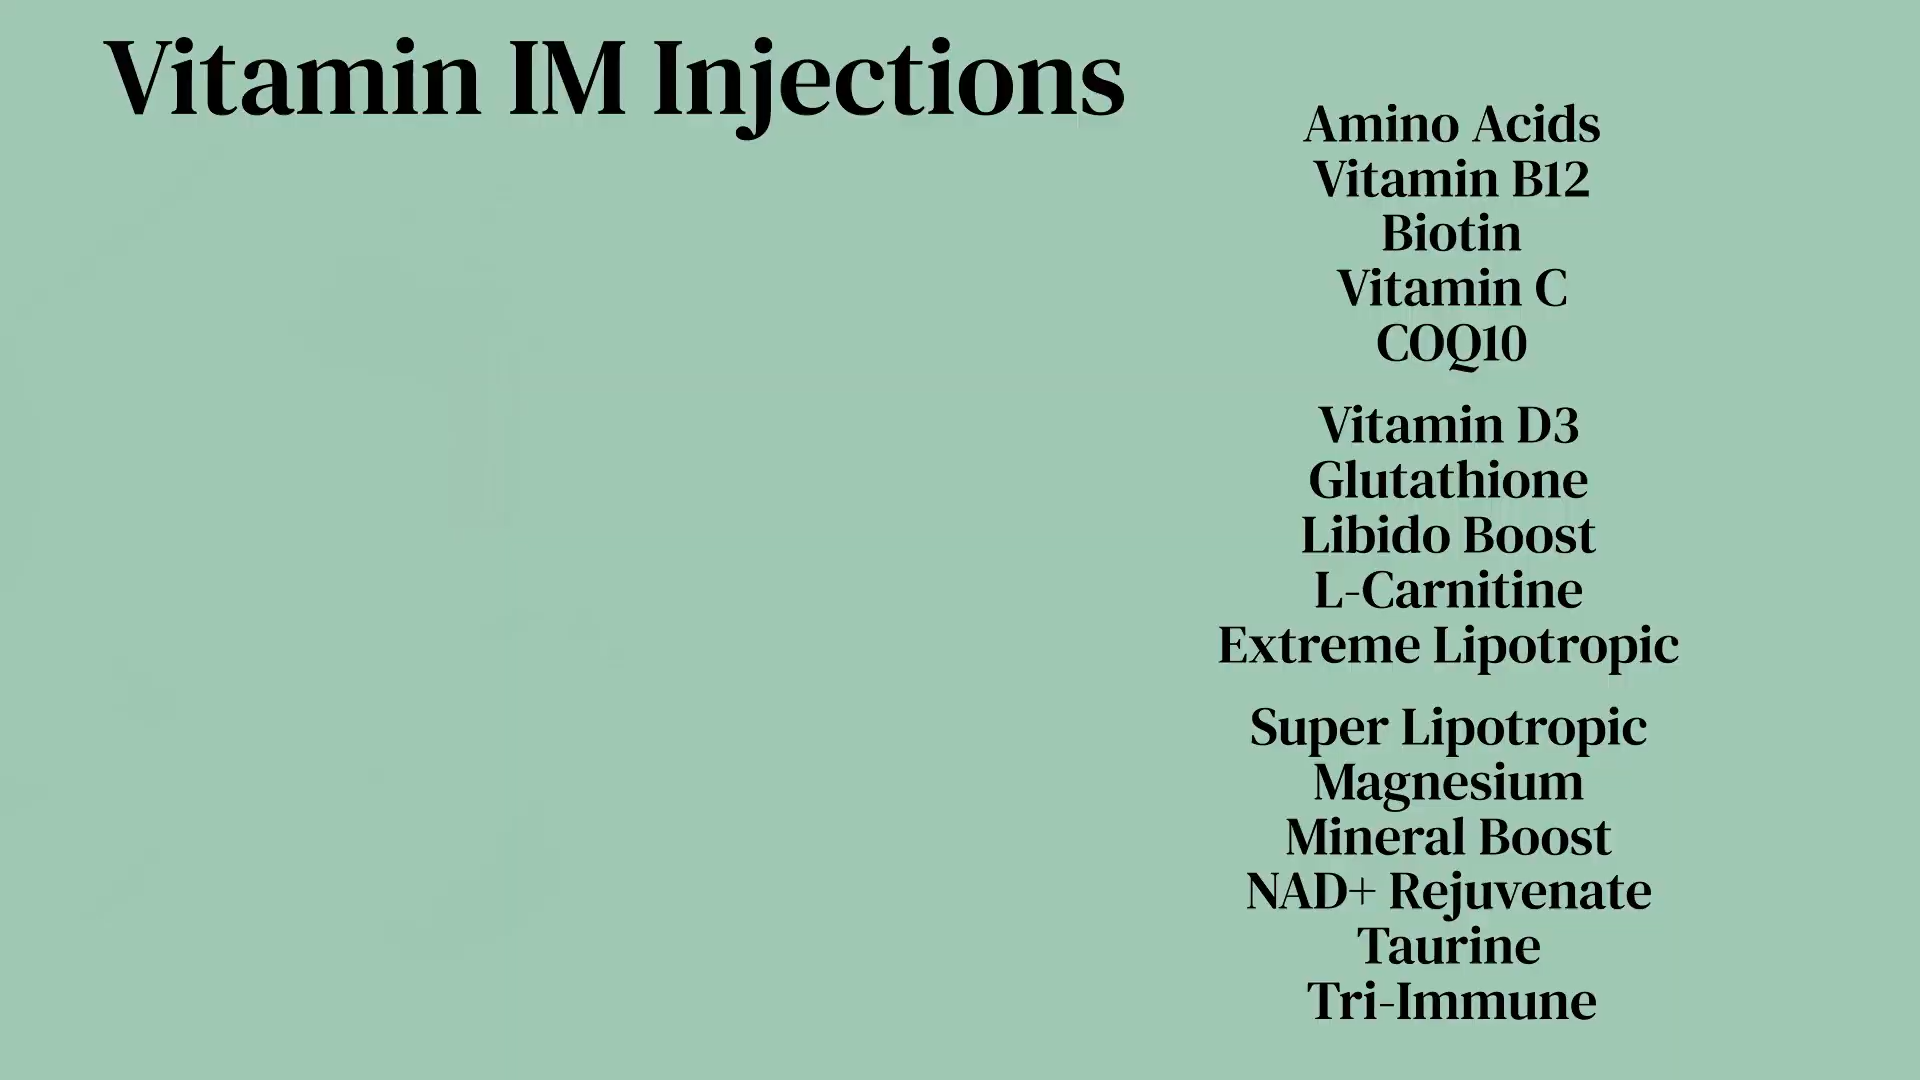 Vitamin IM Injections
Amino Acids
Vitamin B12
Biotin
Vitamin C
COQ10
Vitamin D3
Glutathione
Libido Boost
L-Carnitine
Extreme Lipotropic
Super Lipotropic
Magnesium
Mineral Boost
NAD+ Rejuvenate
Taurine
Tri-Immune